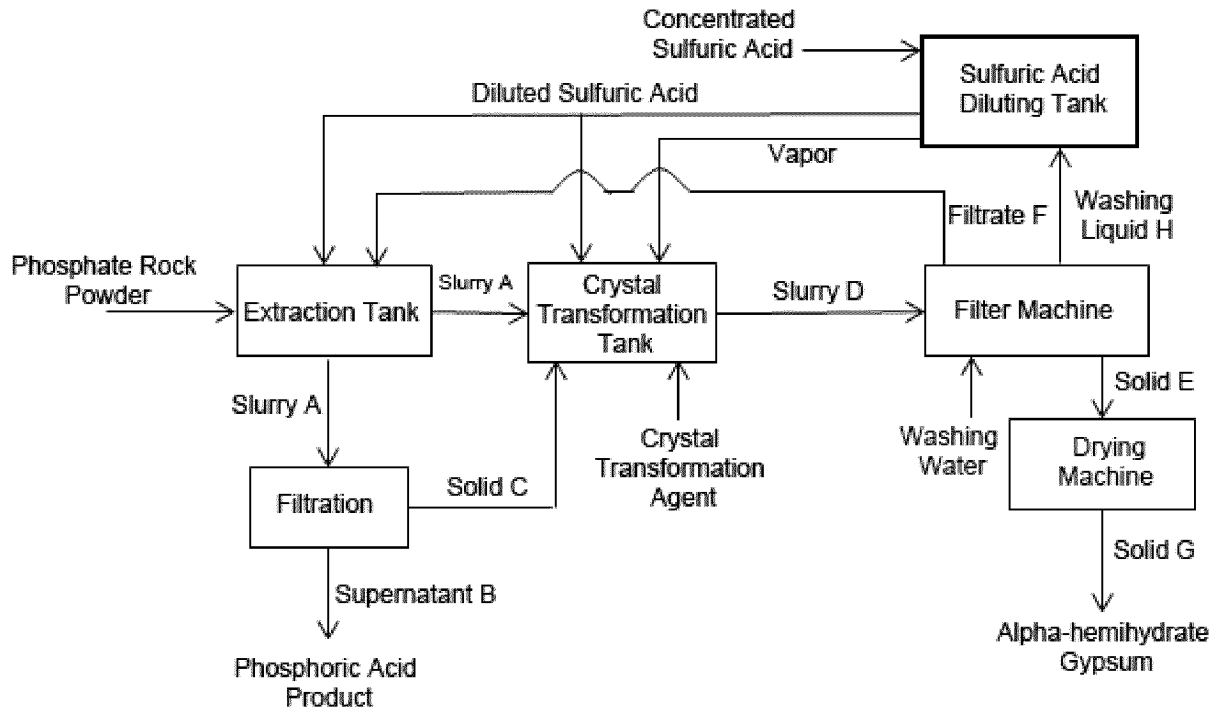 Concentrated
Sulfuric Acid
Sulfuric Acid
Diluting Tank
Diluted Sulfuric Acid
Vapor
Filtrate F
Washing
Liquid H
Phosphate Rock
Powder
Extraction Tank
Slurry A
Crystal
Transformation
Tank
Slurry D
Filter Machine
Slurry A
Solid E
Crystal
Transformation
Agent
Washing
Water
Drying
Machine
Filtration
Solid C
Solid G
Supernatant B
Alpha-hemihydrate
Gypsum
Phosphoric Acid
Product